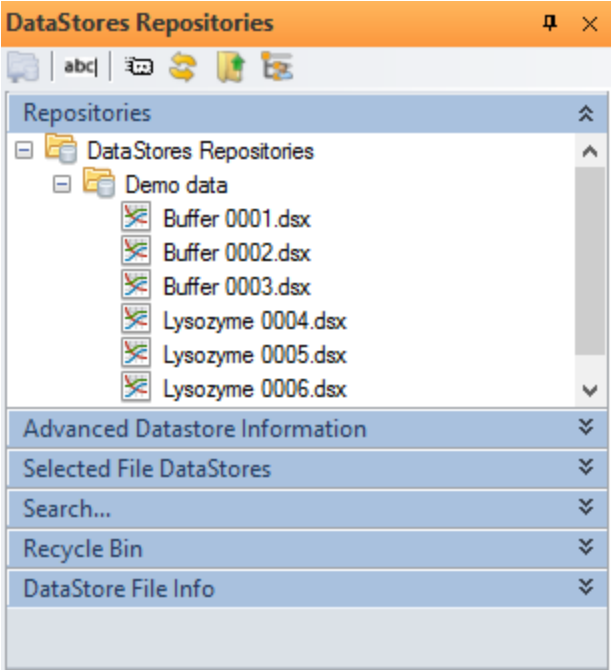 DataStores Repositories
abc|
Repositories
DataStores Repositories
Demo data
Buffer 0001.dsx
Buffer 0002.dsx
Buffer 0003.dsx
Lysozyme 0004.dsx
Lysozyme 0005.dsx
Lysozyme 0006.dsx
Advanced Datastore Information
Selected File DataStores
Search...
Recycle Bin
DataStore File Info